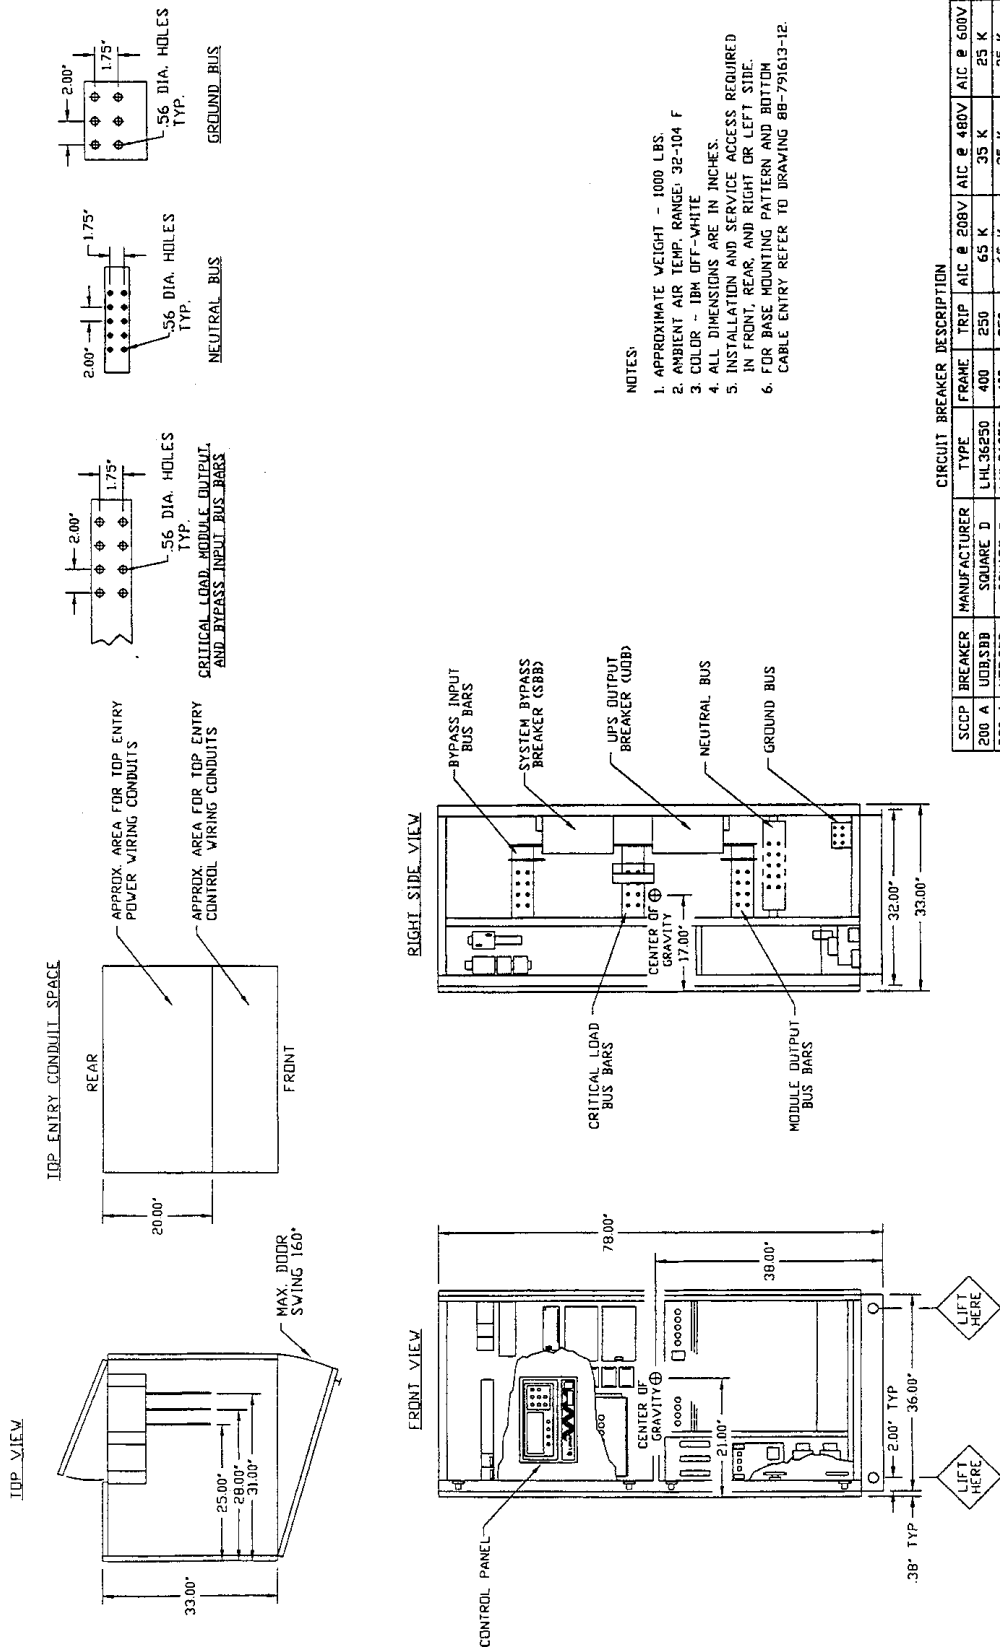 TOP VIEW
33.00"
25.00"
28.00"
31.00"
MAX. DOOR
SWING 160°
TOP ENTRY CONDUIT SPACE
REAR
20.00"
FRONT
APPROX. AREA FOR TOP ENTRY
POWER WIRING CONDUITS
APPROX. AREA FOR TOP ENTRY
CONTROL WIRING CONDUITS
2.00"
1.75"
.56 DIA. HOLES
TYP.
CRITICAL LOAD, MODULE OUTPUT,
AND BYPASS INPUT BUS BARS
2.00"
1.75"
.56 DIA. HOLES
TYP.
NEUTRAL BUS
2.00"
1.75"
.56 DIA. HOLES
TYP.
GROUND BUS
FRONT VIEW
CONTROL PANEL
CENTER OF
GRAVITY
21.00"
78.00"
38.00"
.38" TYP
2.00" TYP
36.00"
LIFT
HERE
LIFT
HERE
RIGHT SIDE VIEW
BYPASS INPUT
BUS BARS
SYSTEM BYPASS
BREAKER (SBB)
UPS OUTPUT
BREAKER (UOB)
NEUTRAL BUS
GROUND BUS
CRITICAL LOAD
BUS BARS
CENTER OF
GRAVITY
17.00"
MODULE OUTPUT
BUS BARS
32.00"
33.00"
NOTES:
1. APPROXIMATE WEIGHT - 1000 LBS.
2. AMBIENT AIR TEMP. RANGE: 32-104 F
3. COLOR - IBM OFF-WHITE
4. ALL DIMENSIONS ARE IN INCHES.
5. INSTALLATION AND SERVICE ACCESS REQUIRED
IN FRONT, REAR, AND RIGHT OR LEFT SIDE.
6. FOR BASE MOUNTING PATTERN AND BOTTOM
CABLE ENTRY REFER TO DRAWING 88-791613-12.
CIRCUIT BREAKER DESCRIPTION
SCCP BREAKER MANUFACTURER TYPE FRAME TRIP AIC @ 208V AIC @ 480V AIC @ 600V
200 A UOB,SBB SQUARE D LHL36250 400 250 65 K 35 K 25 K